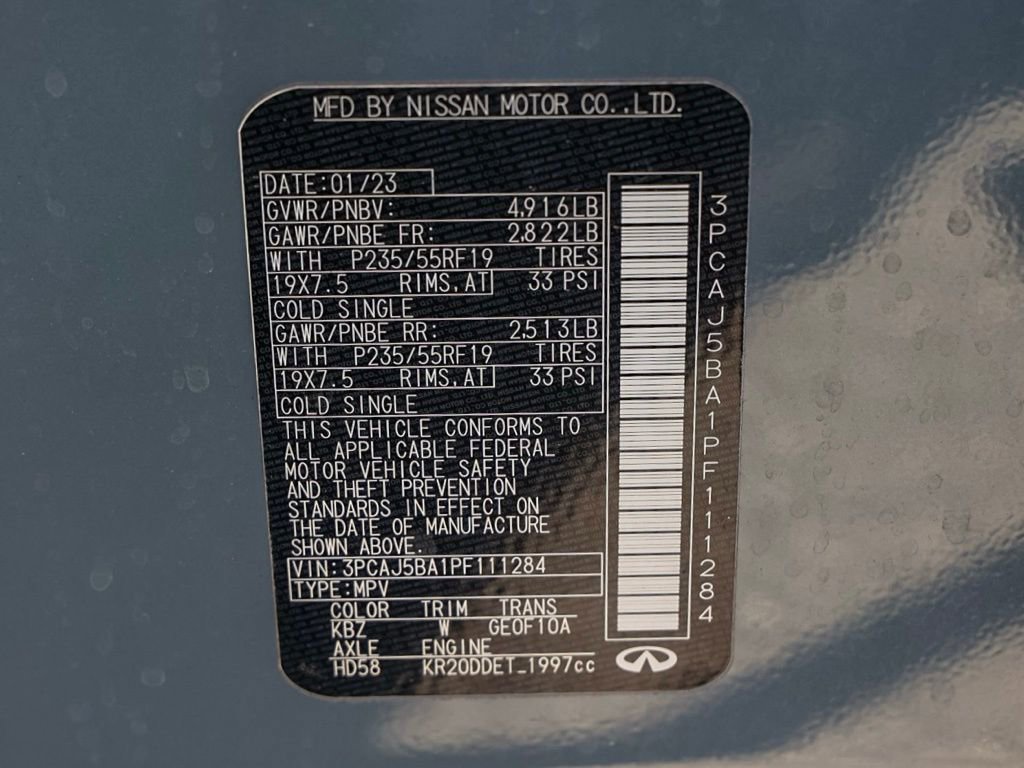 MFD BY NISSAN MOTOR CO.,LTD.
DATE:01/23
GVWR/PNBV: 4,916LB
GAWR/PNBE FR: 2,822LB
WITH P235/55RF19 TIRES
19X7.5 RIMS,AT 33 PSI
COLD SINGLE
GAWR/PNBE RR: 2,513LB
WITH P235/55RF19 TIRES
19X7.5 RIMS,AT 33 PSI
COLD SINGLE
THIS VEHICLE CONFORMS TO
ALL APPLICABLE FEDERAL
MOTOR VEHICLE SAFETY
AND THEFT PREVENTION
STANDARDS IN EFFECT ON
THE DATE OF MANUFACTURE
SHOWN ABOVE.
VIN:3PCAJ5BA1PF111284
TYPE:MPV
COLOR TRIM TRANS
KBZ W GE0F10A
AXLE ENGINE
HD58 KR20DDET_1997cc
3PCAJ5BA1PF111284